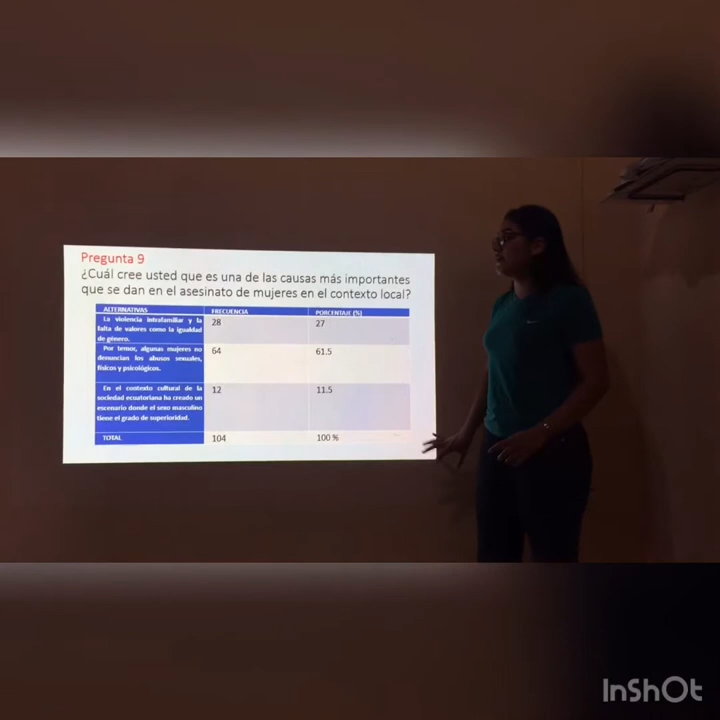 Pregunta 9
¿Cuál cree usted que es una de las causas más importantes
que se dan en el asesinato de mujeres en el contexto local?
ALTERNATIVAS FRECUENCIA PORCENTAJE (%)
La violencia intrafamiliar y la
falta de valores como la igualdad
de género.
28 27
Por temor, algunas mujeres no
denuncian los abusos sexuales,
físicos y psicológicos.
64 61.5
En el contexto cultural de la
sociedad ecuatoriana ha creado un
escenario donde el sexo masculino
tiene el grado de superioridad.
12 11.5
TOTAL 104 100 %
InShOt